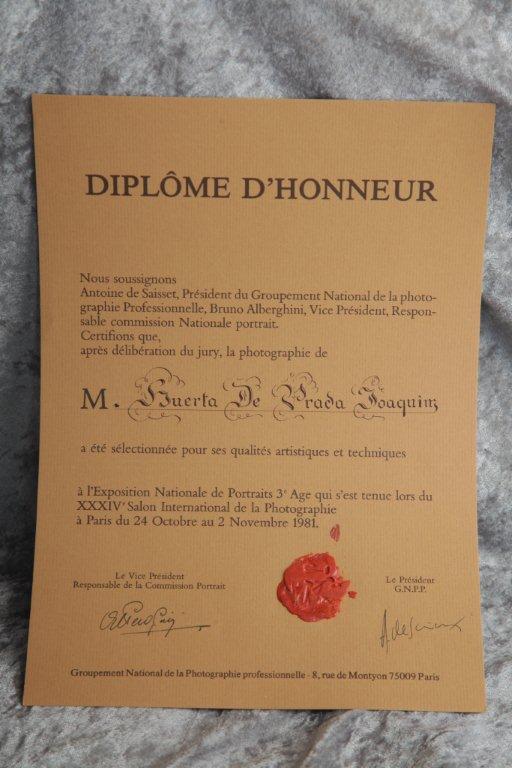 DIPLÔME D'HONNEUR
Nous soussignons
Antoine de Saisset, Président du Groupement National de la photo-
graphie Professionnelle, Bruno Alberghini, Vice Président, Respon-
sable commission Nationale portrait.
Certifions que,
après délibération du jury, la photographie de
M. Huerta De Prada Joaquin
a été sélectionnée pour ses qualités artistiques et techniques
à l'Exposition Nationale de Portraits 3e Age qui s'est tenue lors du
XXXIVe Salon International de la Photographie
à Paris du 24 Octobre au 2 Novembre 1981.
Le Vice Président
Responsable de la Commission Portrait
Le Président
G.N.P.P.
Groupement National de la Photographie professionnelle - 8, rue de Montyon 75009 Paris